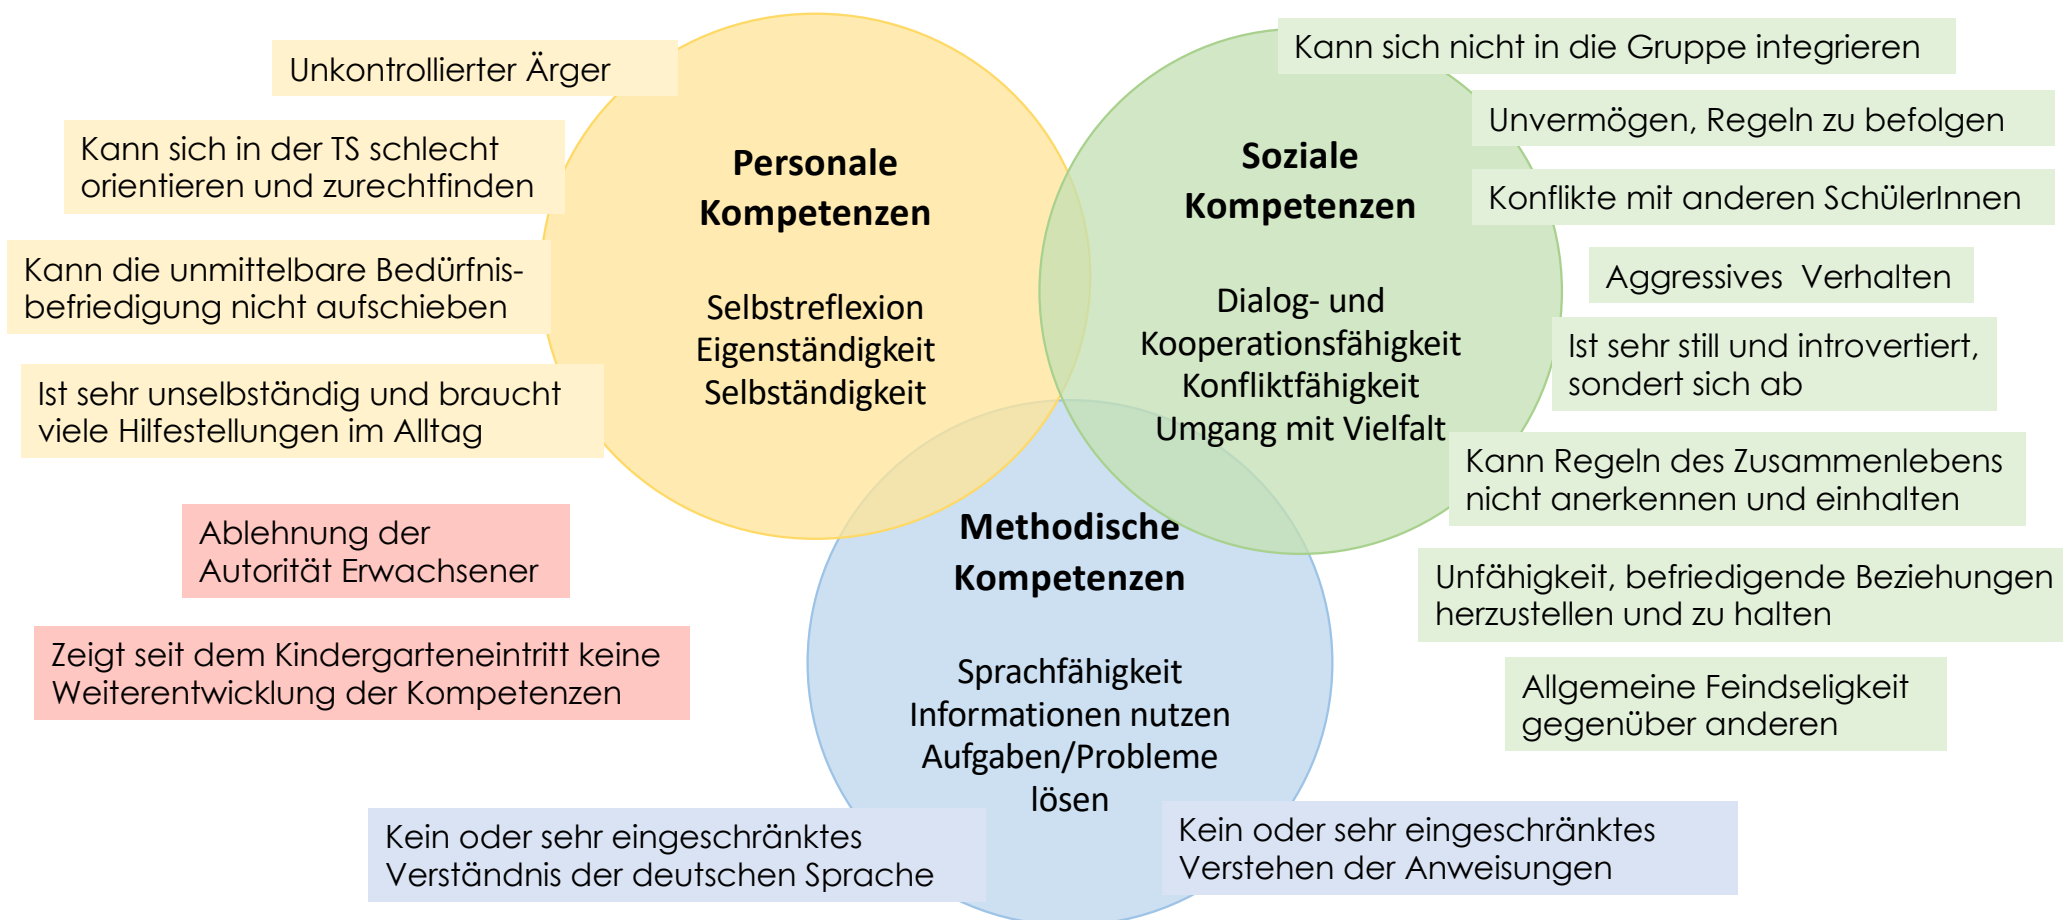 Unkontrollierter Ärger
Kann sich in der TS schlecht
orientieren und zurechtfinden
Kann die unmittelbare Bedürfnis-
befriedigung nicht aufschieben
Ist sehr unselbständig und braucht
viele Hilfestellungen im Alltag
Ablehnung der
Autorität Erwachsener
Zeigt seit dem Kindergarteneintritt keine
Weiterentwicklung der Kompetenzen
Personale
Kompetenzen
Selbstreflexion
Eigenständigkeit
Selbständigkeit
Soziale
Kompetenzen
Dialog- und
Kooperationsfähigkeit
Konfliktfähigkeit
Umgang mit Vielfalt
Kann sich nicht in die Gruppe integrieren
Unvermögen, Regeln zu befolgen
Konflikte mit anderen SchülerInnen
Aggressives  Verhalten
Ist sehr still und introvertiert,
sondert sich ab
Kann Regeln des Zusammenlebens
nicht anerkennen und einhalten
Unfähigkeit, befriedigende Beziehungen
herzustellen und zu halten
Allgemeine Feindseligkeit
gegenüber anderen
Methodische
Kompetenzen
Sprachfähigkeit
Informationen nutzen
Aufgaben/Probleme
lösen
Kein oder sehr eingeschränktes
Verständnis der deutschen Sprache
Kein oder sehr eingeschränktes
Verstehen der Anweisungen